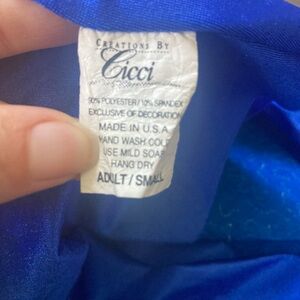 CREATIONS BY
Cicci
90% POLYESTER / 10% SPANDEX
EXCLUSIVE OF DECORATION
MADE IN U.S.A.
HAND WASH COLD
USE MILD SOAP
HANG DRY
ADULT / SMALL